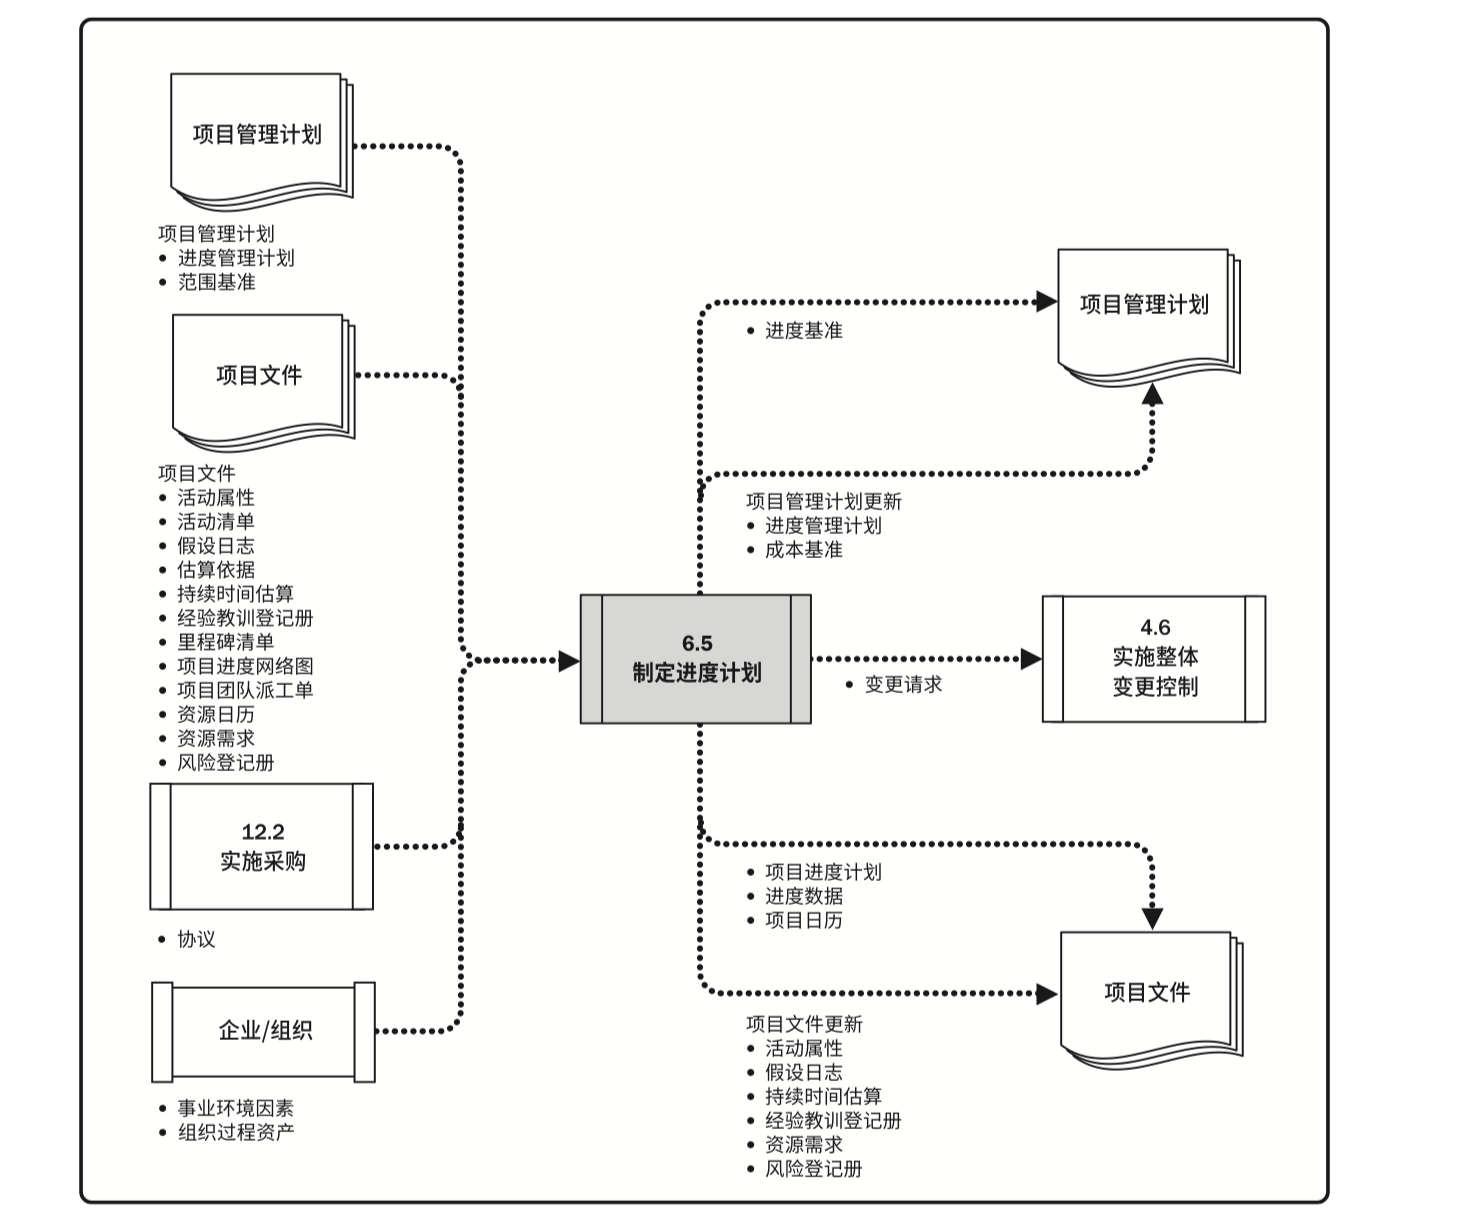 项目管理计划
项目管理计划
• 进度管理计划
• 范围基准
项目文件
项目文件
• 活动属性
• 活动清单
• 假设日志
• 估算依据
• 持续时间估算
• 经验教训登记册
• 里程碑清单
• 项目进度网络图
• 项目团队派工单
• 资源日历
• 资源需求
• 风险登记册
12.2
实施采购
• 协议
企业/组织
• 事业环境因素
• 组织过程资产
6.5
制定进度计划
• 进度基准
项目管理计划
项目管理计划更新
• 进度管理计划
• 成本基准
• 变更请求
4.6
实施整体
变更控制
• 项目进度计划
• 进度数据
• 项目日历
项目文件
项目文件更新
• 活动属性
• 假设日志
• 持续时间估算
• 经验教训登记册
• 资源需求
• 风险登记册